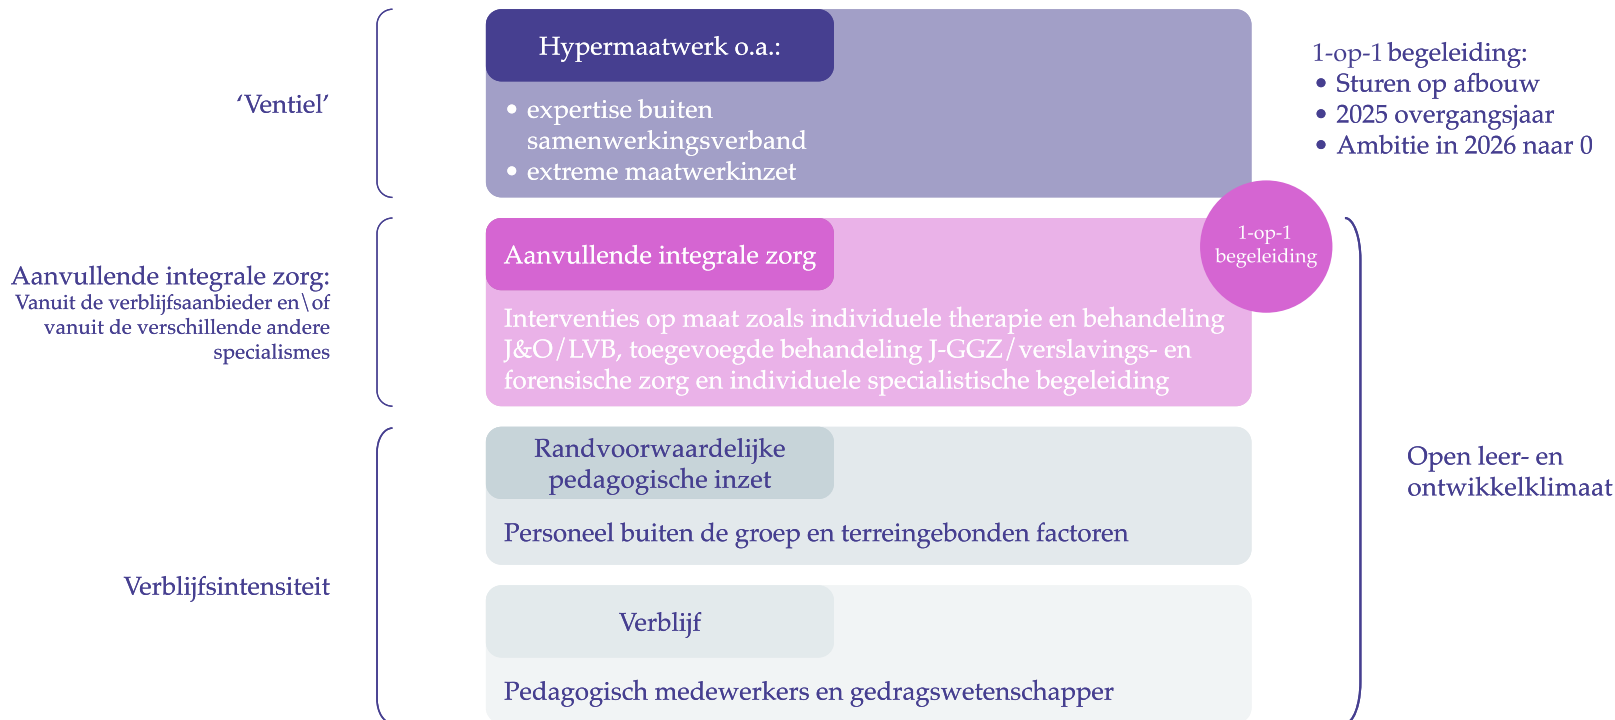 ‘Ventiel’
Hypermaatwerk o.a.:
• expertise buiten
samenwerkingsverband
• extreme maatwerkinzet
1-op-1 begeleiding:
• Sturen op afbouw
• 2025 overgangsjaar
• Ambitie in 2026 naar 0
Aanvullende integrale zorg:
Vanuit de verblijfsaanbieder en\of
vanuit de verschillende andere
specialismes
Aanvullende integrale zorg
Interventies op maat zoals individuele therapie en behandeling
J&O/LVB, toegevoegde behandeling J-GGZ/verslavings- en
forensische zorg en individuele specialistische begeleiding
1-op-1
begeleiding
Verblijfsintensiteit
Randvoorwaardelijke
pedagogische inzet
Personeel buiten de groep en terreingebonden factoren
Verblijf
Pedagogisch medewerkers en gedragswetenschapper
Open leer- en
ontwikkelklimaat